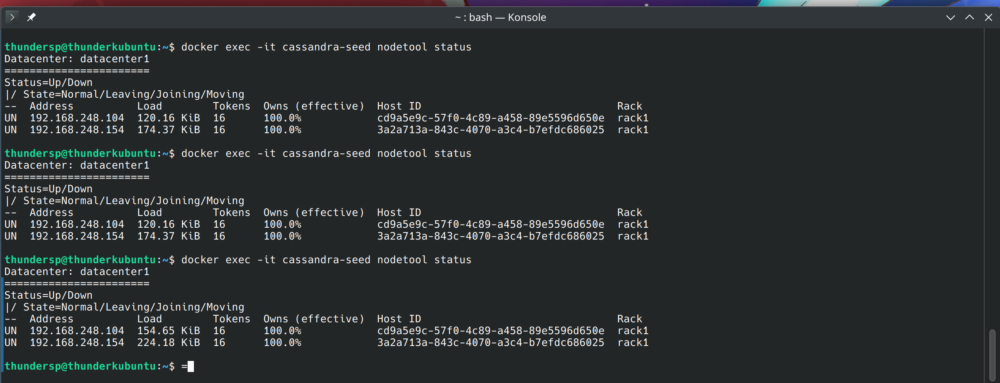 ~ : bash — Konsole
thundersp@thunderkubuntu:~$ docker exec -it cassandra-seed nodetool status
Datacenter: datacenter1
=======================
Status=Up/Down
|/ State=Normal/Leaving/Joining/Moving
--  Address          Load        Tokens  Owns (effective)  Host ID                               Rack
UN  192.168.248.104  120.16 KiB  16      100.0%            cd9a5e9c-57f0-4c89-a458-89e5596d650e  rack1
UN  192.168.248.154  174.37 KiB  16      100.0%            3a2a713a-843c-4070-a3c4-b7efdc686025  rack1
thundersp@thunderkubuntu:~$ docker exec -it cassandra-seed nodetool status
Datacenter: datacenter1
=======================
Status=Up/Down
|/ State=Normal/Leaving/Joining/Moving
--  Address          Load        Tokens  Owns (effective)  Host ID                               Rack
UN  192.168.248.104  120.16 KiB  16      100.0%            cd9a5e9c-57f0-4c89-a458-89e5596d650e  rack1
UN  192.168.248.154  174.37 KiB  16      100.0%            3a2a713a-843c-4070-a3c4-b7efdc686025  rack1
thundersp@thunderkubuntu:~$ docker exec -it cassandra-seed nodetool status
Datacenter: datacenter1
=======================
Status=Up/Down
|/ State=Normal/Leaving/Joining/Moving
--  Address          Load        Tokens  Owns (effective)  Host ID                               Rack
UN  192.168.248.104  154.65 KiB  16      100.0%            cd9a5e9c-57f0-4c89-a458-89e5596d650e  rack1
UN  192.168.248.154  224.18 KiB  16      100.0%            3a2a713a-843c-4070-a3c4-b7efdc686025  rack1
thundersp@thunderkubuntu:~$ =